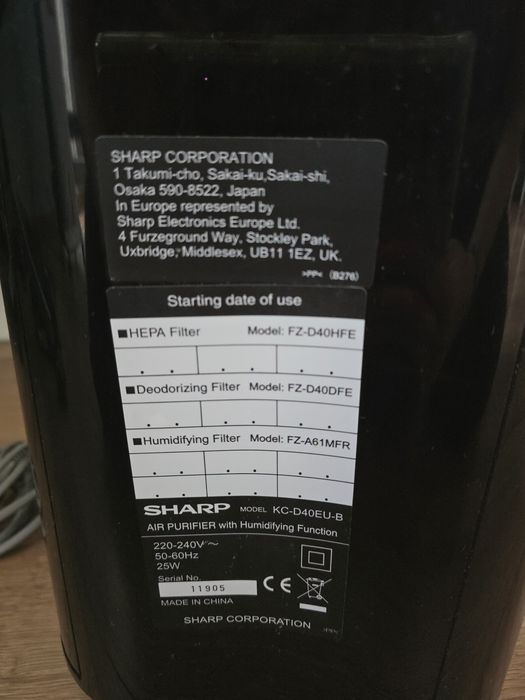 SHARP CORPORATION
1 Takumi-cho, Sakai-ku,Sakai-shi,
Osaka 590-8522, Japan
In Europe represented by
Sharp Electronics Europe Ltd.
4 Furzeground Way, Stockley Park,
Uxbridge, Middlesex, UB11 1EZ, UK.
>PP< (B276)
Starting date of use
■HEPA Filter Model: FZ-D40HFE
. . . . . .
■Deodorizing Filter Model: FZ-D40DFE
. . . . . .
■Humidifying Filter Model: FZ-A61MFR
. . . . . .
. . . . . .
SHARP MODEL KC-D40EU-B
AIR PURIFIER with Humidifying Function
220-240V～
50-60Hz
25W
Serial No.
11905
CE
MADE IN CHINA
SHARP CORPORATION